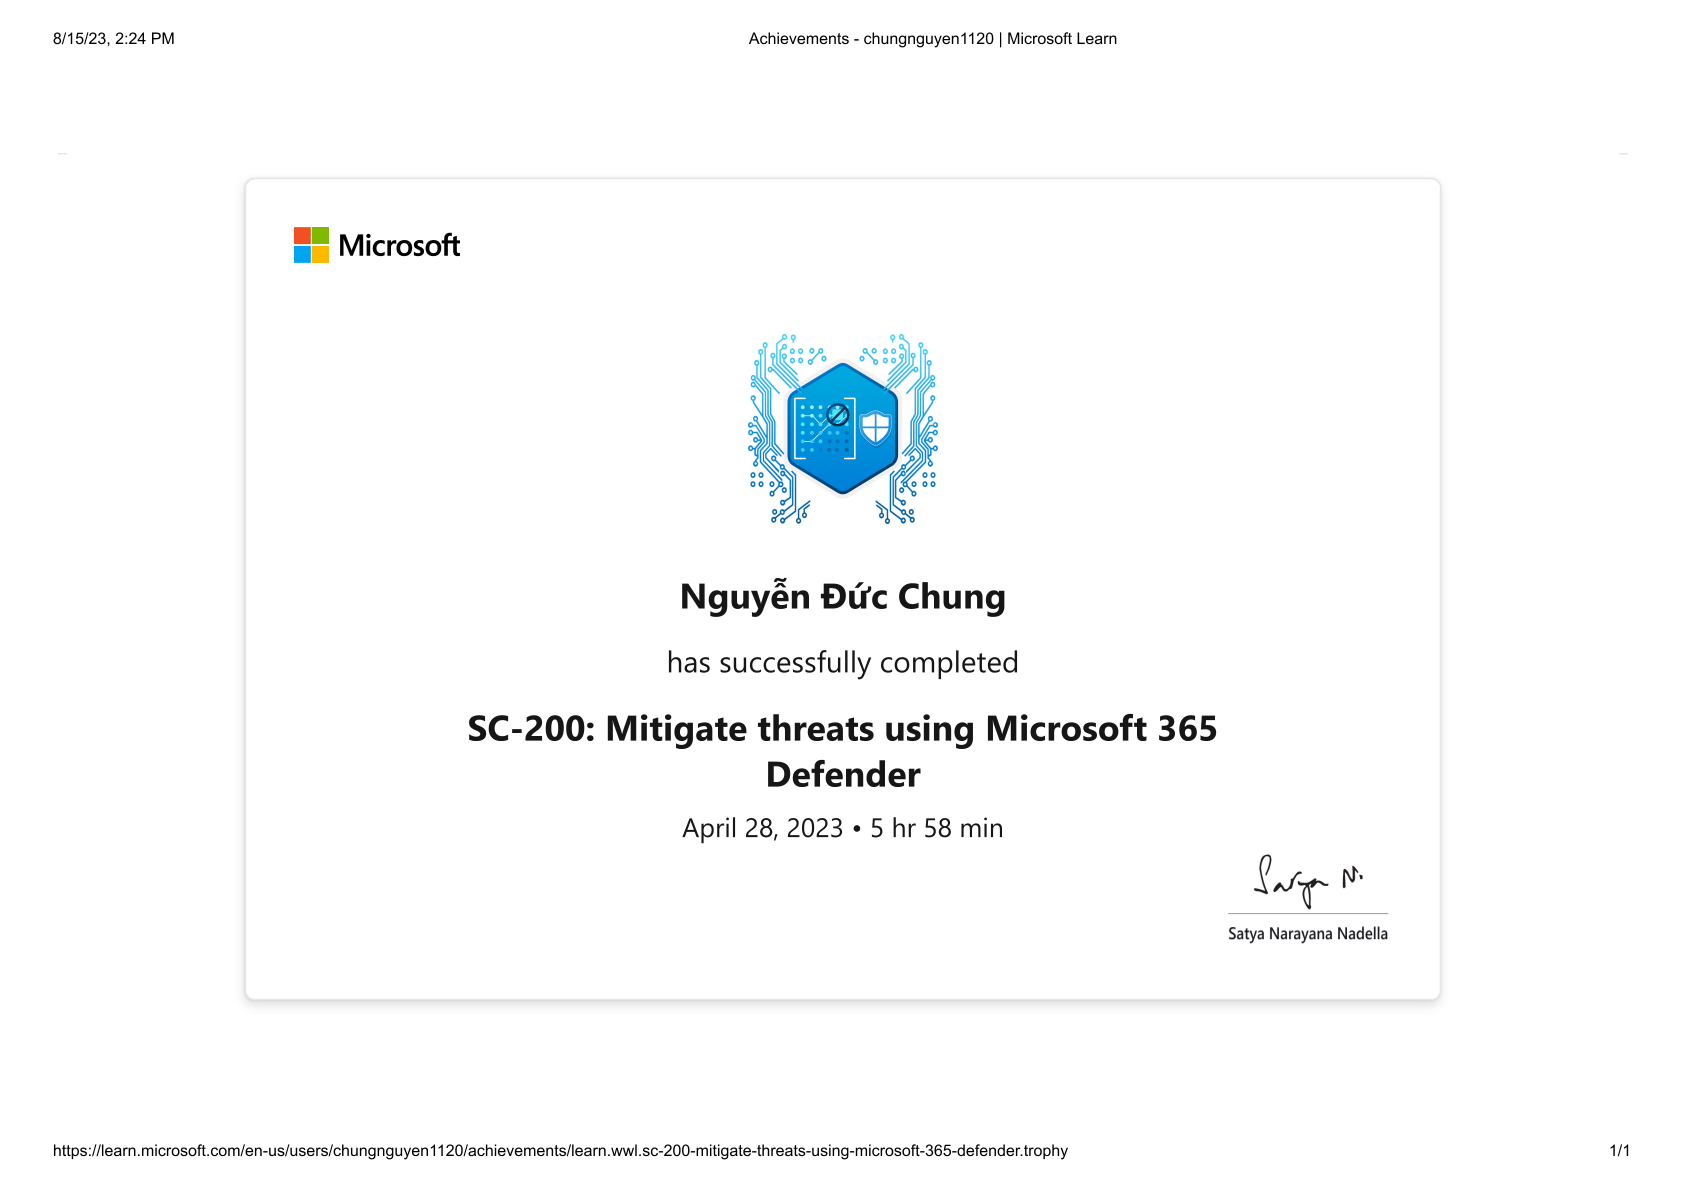 8/15/23, 2:24 PM
Achievements - chungnguyen1120 | Microsoft Learn
Microsoft
Nguyễn Đức Chung
has successfully completed
SC-200: Mitigate threats using Microsoft 365
Defender
April 28, 2023 • 5 hr 58 min
Satya N.
Satya Narayana Nadella
https://learn.microsoft.com/en-us/users/chungnguyen1120/achievements/learn.wwl.sc-200-mitigate-threats-using-microsoft-365-defender.trophy
1/1